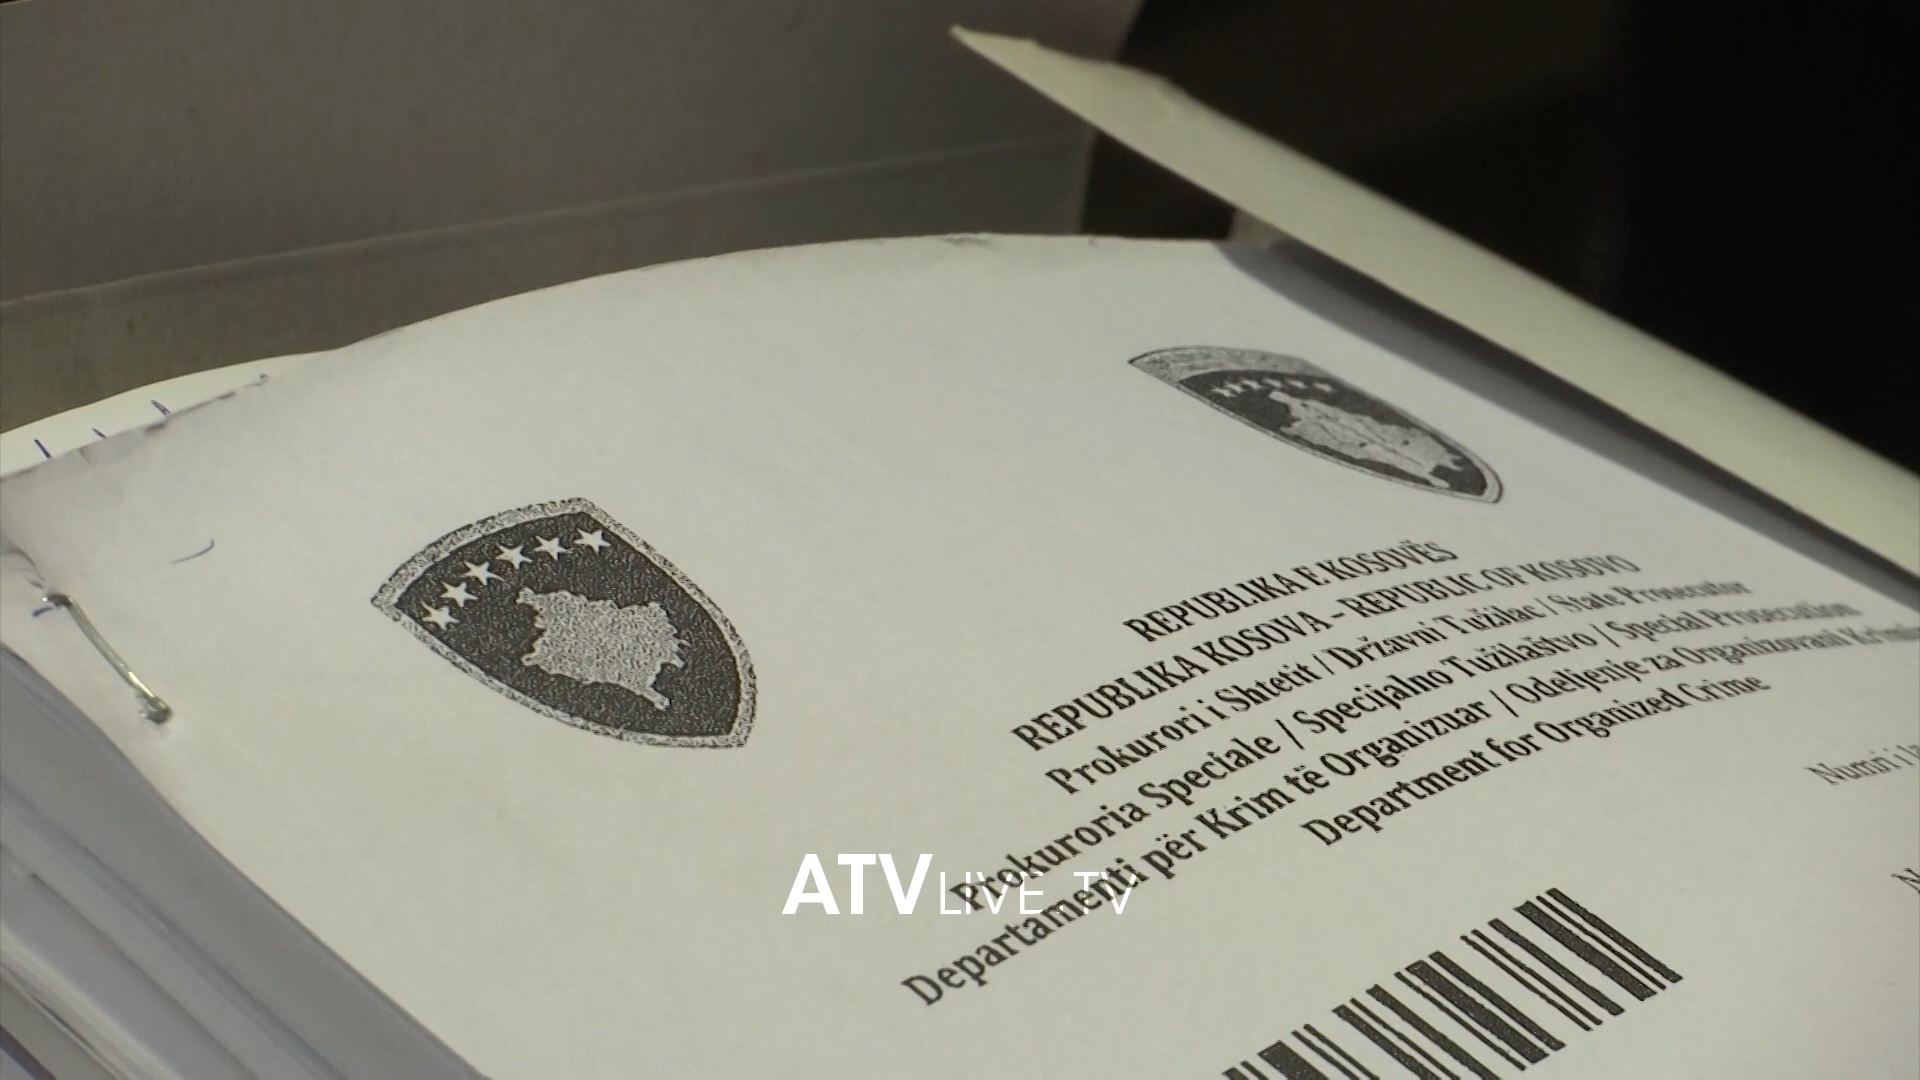 REPUBLIKA E KOSOVËS
REPUBLIKA KOSOVA - REPUBLIC OF KOSOVO
Prokurori i Shtetit / Državni Tužilac / State Prosecutor
Prokuroria Speciale / Specijalno Tužilaštvo / Special Prosecution
Departamenti për Krim të Organizuar / Odeljenje za Organizovani
Department for Organized Crime
Numri i
ATV LIVE.TV